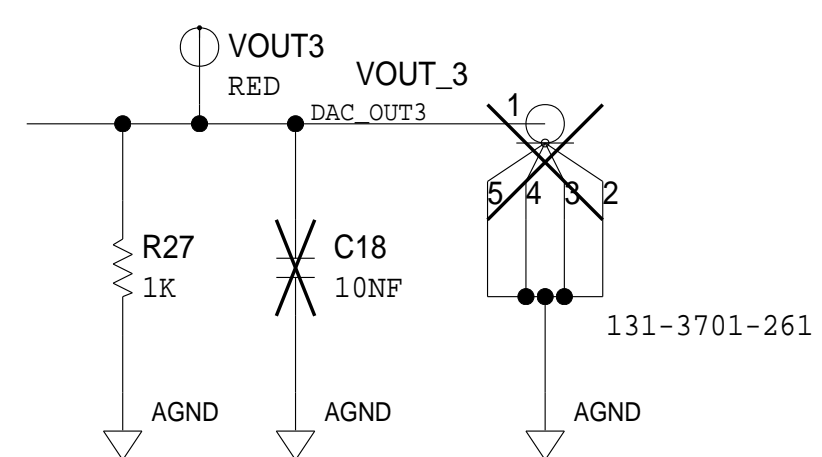 VOUT3
RED
VOUT_3
DAC_OUT3
1
5 4 3 2
R27
1K
C18
10NF
131-3701-261
AGND AGND AGND